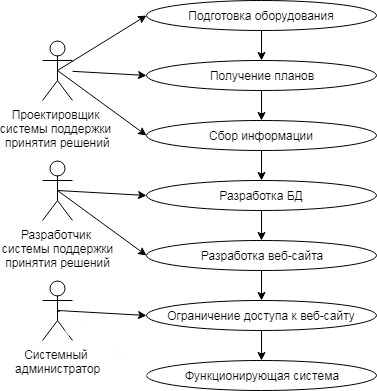 Подготовка оборудования
Получение планов
Проектировщик
системы поддержки
принятия решений
Сбор информации
Разработка БД
Разработчик
системы поддержки
принятия решений
Разработка веб-сайта
Ограничение доступа к веб-сайту
Системный
администратор
Функционирующая система